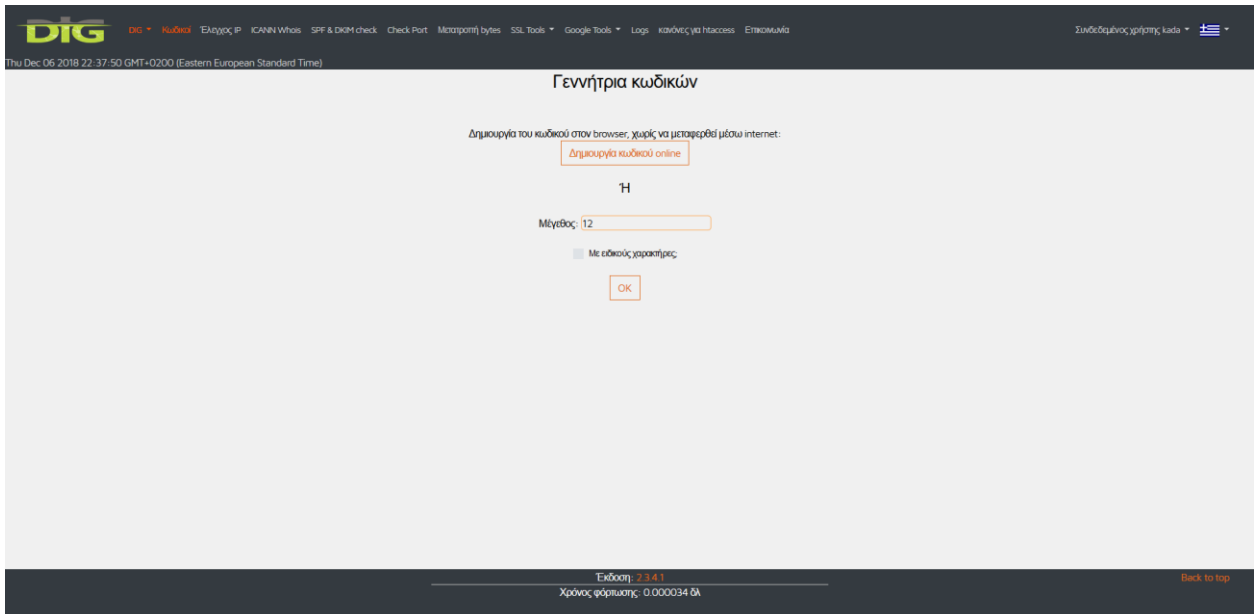 DIG
DIG Κωδικοί Έλεγχος IP ICANN Whois SPF & DKIM check Check Port Μετατροπή bytes SSL Tools Google Tools Logs κανόνες για htaccess Επικοινωνία Συνδεδεμένος χρήστης kada
Thu Dec 06 2018 22:37:50 GMT+0200 (Eastern European Standard Time)
Γεννήτρια κωδικών
Δημιουργία του κωδικού στον browser, χωρίς να μεταφερθεί μέσω internet:
Δημιουργία κωδικού online
Ή
Μέγεθος: 12
Με ειδικούς χαρακτήρες;
OK
Έκδοση: 2.3.4.1 Back to top
Χρόνος φόρτωσης: 0.000034 δλ